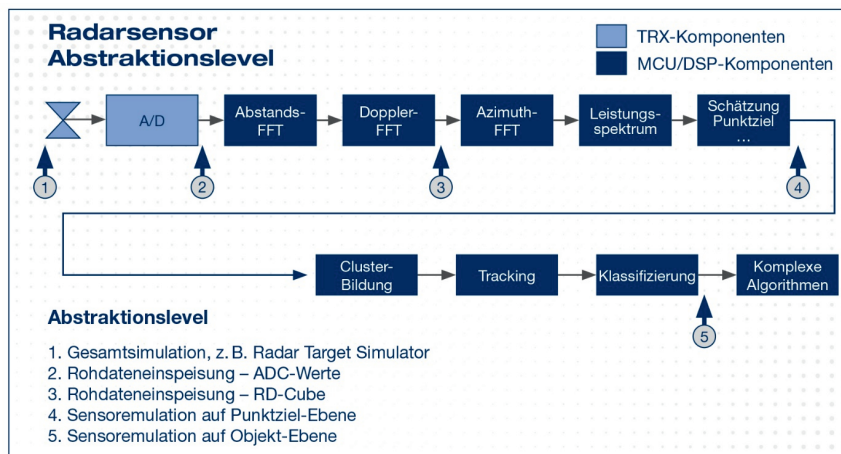 Radarsensor
Abstraktionslevel
TRX-Komponenten
MCU/DSP-Komponenten
A/D
Abstands-
FFT
Doppler-
FFT
Azimuth-
FFT
Leistungs-
spektrum
Schätzung
Punktziel
...
1
2
3
4
Cluster-
Bildung
Tracking
Klassifizierung
Komplexe
Algorithmen
5
Abstraktionslevel
1. Gesamtsimulation, z. B. Radar Target Simulator
2. Rohdateneinspeisung – ADC-Werte
3. Rohdateneinspeisung – RD-Cube
4. Sensoremulation auf Punktziel-Ebene
5. Sensoremulation auf Objekt-Ebene